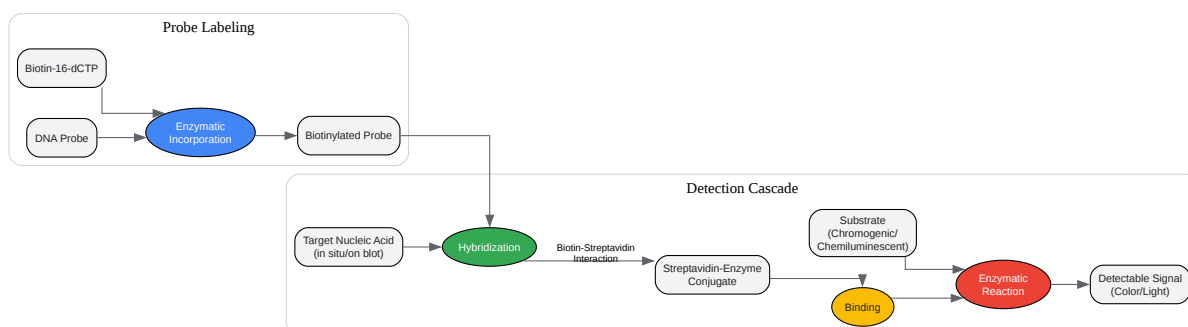 Probe Labeling
Biotin-16-dCTP
DNA Probe
Enzymatic
Incorporation
Biotinylated Probe
Detection Cascade
Target Nucleic Acid
(in situ/on blot)
Hybridization
Biotin-Streptavidin
Interaction
Streptavidin-Enzyme
Conjugate
Binding
Substrate
(Chromogenic/
Chemiluminescent)
Enzymatic
Reaction
Detectable Signal
(Color/Light)